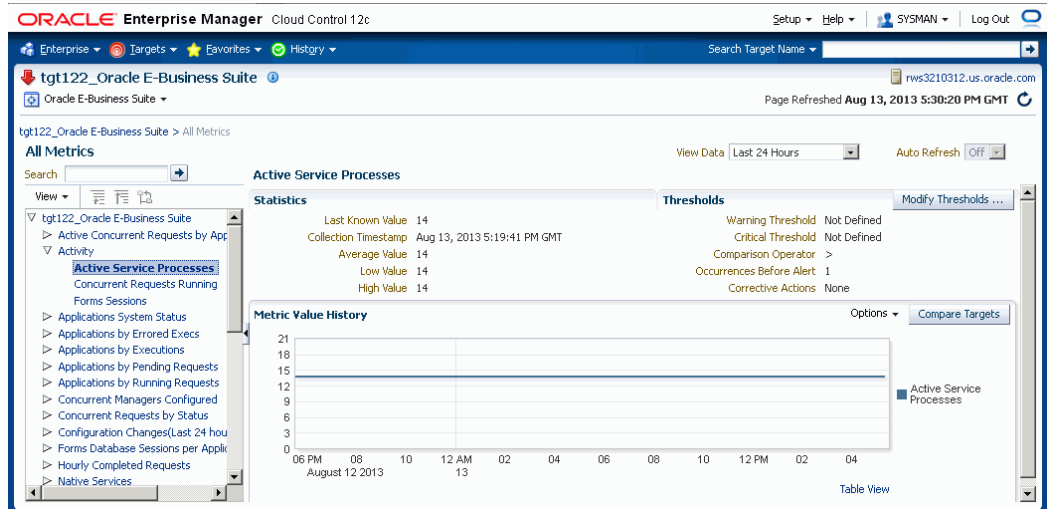 ORACLE Enterprise Manager Cloud Control 12c
Setup Help SYSMAN Log Out
Enterprise Targets Favorites History Search Target Name
tgt122_Oracle E-Business Suite
rws3210312.us.oracle.com
Oracle E-Business Suite
Page Refreshed Aug 13, 2013 5:30:20 PM GMT
tgt122_Oracle E-Business Suite > All Metrics
All Metrics
View Data Last 24 Hours
Auto Refresh Off
Search
View
tgt122_Oracle E-Business Suite
Active Concurrent Requests by App
Activity
Active Service Processes
Concurrent Requests Running
Forms Sessions
Applications System Status
Applications by Errored Execs
Applications by Executions
Applications by Pending Requests
Applications by Running Requests
Concurrent Managers Configured
Concurrent Requests by Status
Configuration Changes(Last 24 hou
Forms Database Sessions per Applic
Hourly Completed Requests
Native Services
Active Service Processes
Statistics
Last Known Value 14
Collection Timestamp Aug 13, 2013 5:19:41 PM GMT
Average Value 14
Low Value 14
High Value 14
Thresholds
Modify Thresholds ...
Warning Threshold Not Defined
Critical Threshold Not Defined
Comparison Operator >
Occurrences Before Alert 1
Corrective Actions None
Metric Value History
Options
Compare Targets
21
18
15
12
9
6
3
0
06 PM 08 10 12 AM 02 04 06 08 10 12 PM 02 04
August 12 2013 13
Active Service
Processes
Table View